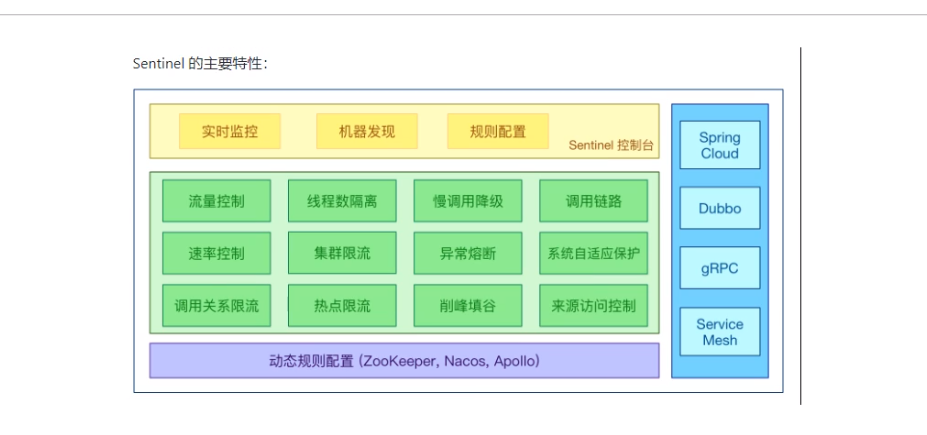 Sentinel 的主要特性：
实时监控
机器发现
规则配置
Sentinel 控制台
流量控制
线程数隔离
慢调用降级
调用链路
速率控制
集群限流
异常熔断
系统自适应保护
调用关系限流
热点限流
削峰填谷
来源访问控制
动态规则配置 (ZooKeeper, Nacos, Apollo)
Spring
Cloud
Dubbo
gRPC
Service
Mesh